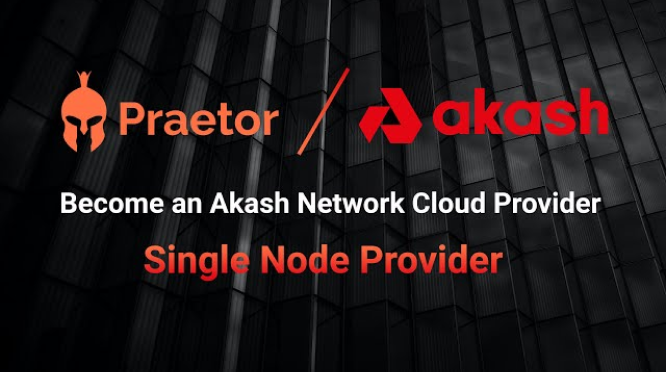 Praetor / akash
Become an Akash Network Cloud Provider
Single Node Provider